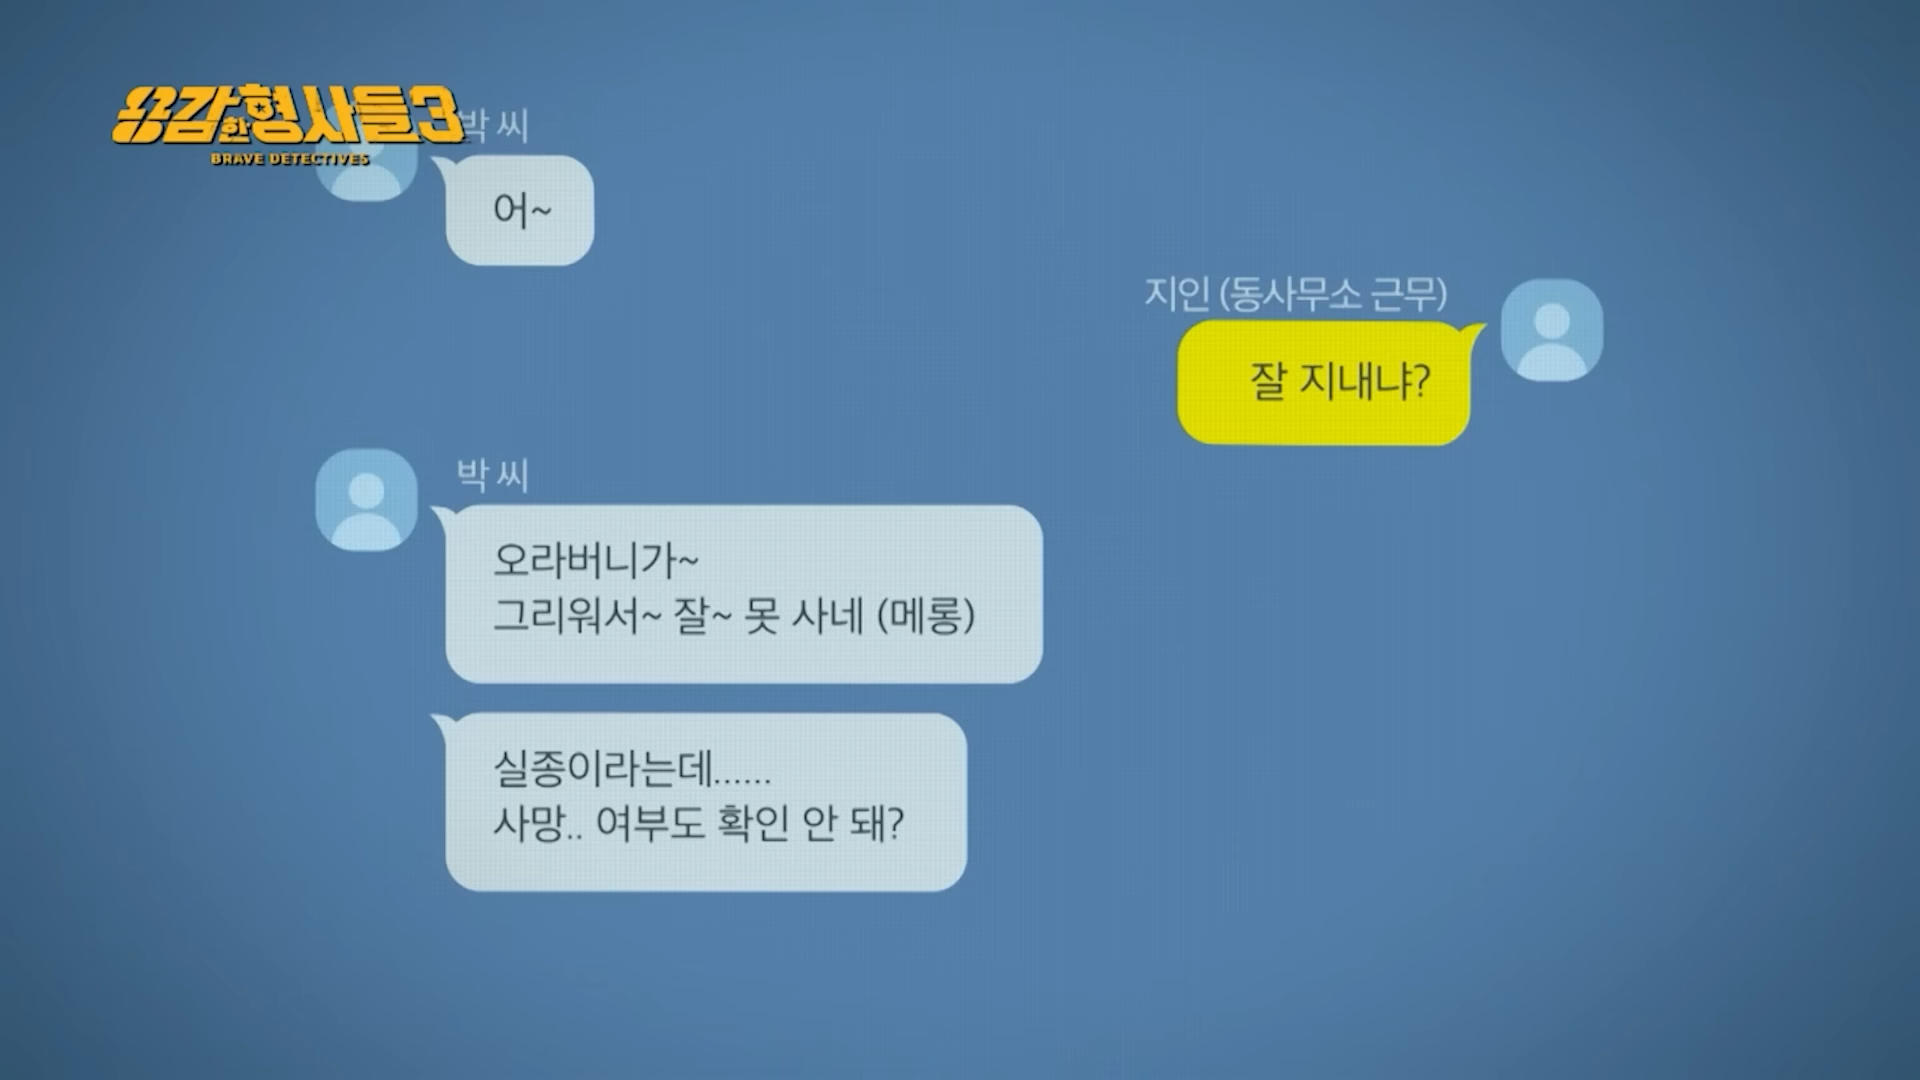 용감한형사들3
BRAVE DETECTIVES
박 씨
어~
지인 (동사무소 근무)
잘 지내냐?
박 씨
오라버니가~
그리워서~ 잘~ 못 사네 (메롱)
실종이라는데......
사망.. 여부도 확인 안 돼?